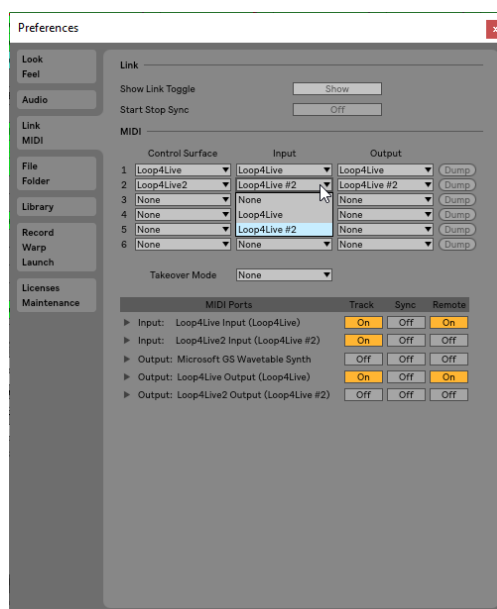 Preferences
x
Look
Feel
Audio
Link
MIDI
File
Folder
Library
Record
Warp
Launch
Licenses
Maintenance
Link
Show Link Toggle Show
Start Stop Sync Off
MIDI
Control Surface Input Output
1 Loop4Live Loop4Live Loop4Live Dump
2 Loop4Live2 Loop4Live #2 Loop4Live #2 Dump
3 None None None Dump
4 None Loop4Live None Dump
5 None Loop4Live #2 None Dump
6 None None None Dump
Takeover Mode None
MIDI Ports Track Sync Remote
Input: Loop4Live Input (Loop4Live) On Off On
Input: Loop4Live2 Input (Loop4Live #2) On Off Off
Output: Microsoft GS Wavetable Synth Off Off Off
Output: Loop4Live Output (Loop4Live) On Off On
Output: Loop4Live2 Output (Loop4Live #2) Off Off Off